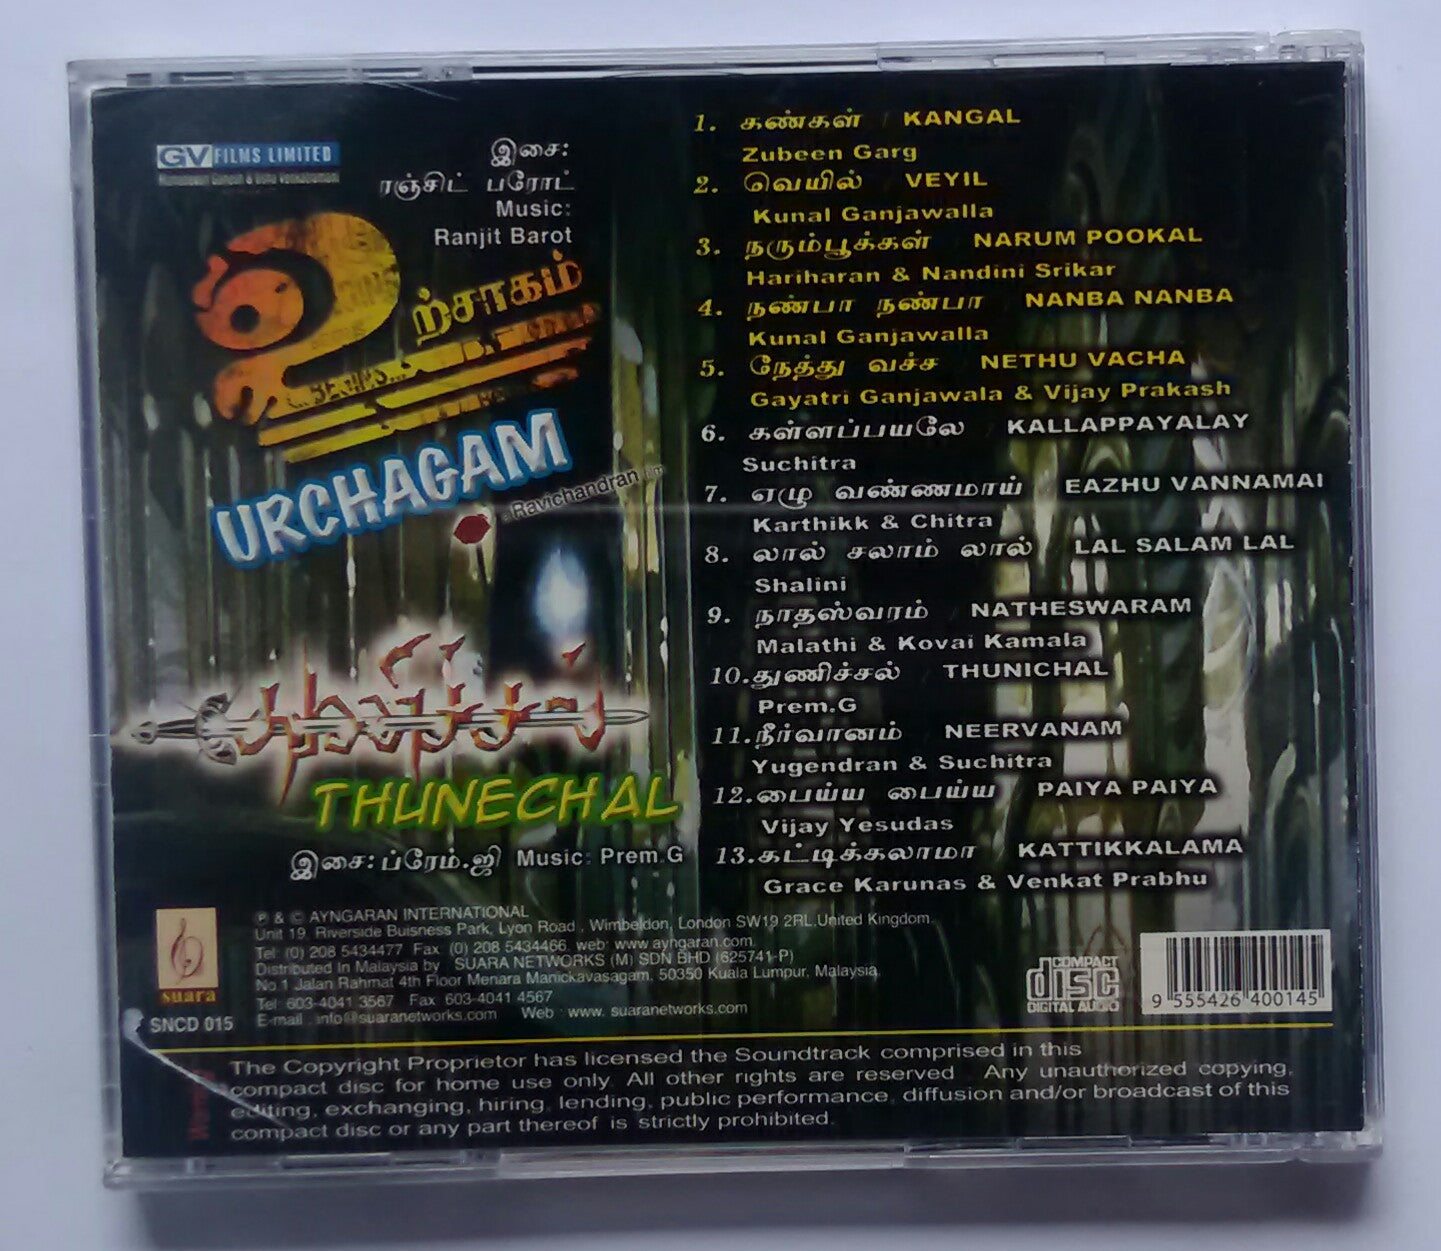 GV FILMS LIMITED
இசை:
ரஞ்சிட் பரோட்
Music:
Ranjit Barot
உற்சாகம்
URCHAGAM
Ravichandran
துணிச்சல்
THUNECHAL
இசை: ப்ரேம்.ஜி Music: Prem.G
1. கண்கள் / KANGAL
Zubeen Garg
2. வெயில் VEYIL
Kunal Ganjawalla
3. நரும்பூக்கள் NARUM POOKAL
Hariharan & Nandini Srikar
4. நண்பா நண்பா NANBA NANBA
Kunal Ganjawalla
5. நேத்து வச்ச NETHU VACHA
Gayatri Ganjawala & Vijay Prakash
6. கள்ளப்பயலே / KALLAPPAYALAY
Suchitra
7. எழு வண்ணமாய் EAZHU VANNAMAI
Karthikk & Chitra
8. லால் சலாம் லால் LAL SALAM LAL
Shalini
9. நாதஸ்வரம் / NATHESWARAM
Malathi & Kovai Kamala
10. துணிச்சல் THUNICHAL
Prem.G
11. நீர்வானம் NEERVANAM
Yugendran & Suchitra
12. பைய்ய பைய்ய PAIYA PAIYA
Vijay Yesudas
13. கட்டிக்கலாமா KATTIKKALAMA
Grace Karunas & Venkat Prabhu
suara
SNCD 015
℗ & © AYNGARAN INTERNATIONAL
Unit 19, Riverside Buisness Park, Lyon Road, Wimbeldon, London SW19 2RL,United Kingdom.
Tel: (0) 208 5434477 Fax (0) 208 5434466, web: www.ayngaran.com,
Distributed In Malaysia by SUARA NETWORKS (M) SDN BHD (625741-P)
No.1 Jalan Rahmat 4th Floor Menara Manickavasagam. 50350 Kuala Lumpur, Malaysia.
Tel 603-4041 3567 Fax 603-4041 4567
E-mail : info@suaranetworks.com Web : www. suaranetworks.com
COMPACT
disc
DIGITAL AUDIO
9 555426 400145
The Copyright Proprietor has licensed the Soundtrack comprised in this
compact disc for home use only. All other rights are reserved. Any unauthorized copying,
editing, exchanging, hiring, lending, public performance, diffusion and/or broadcast of this
compact disc or any part thereof is strictly prohibited.